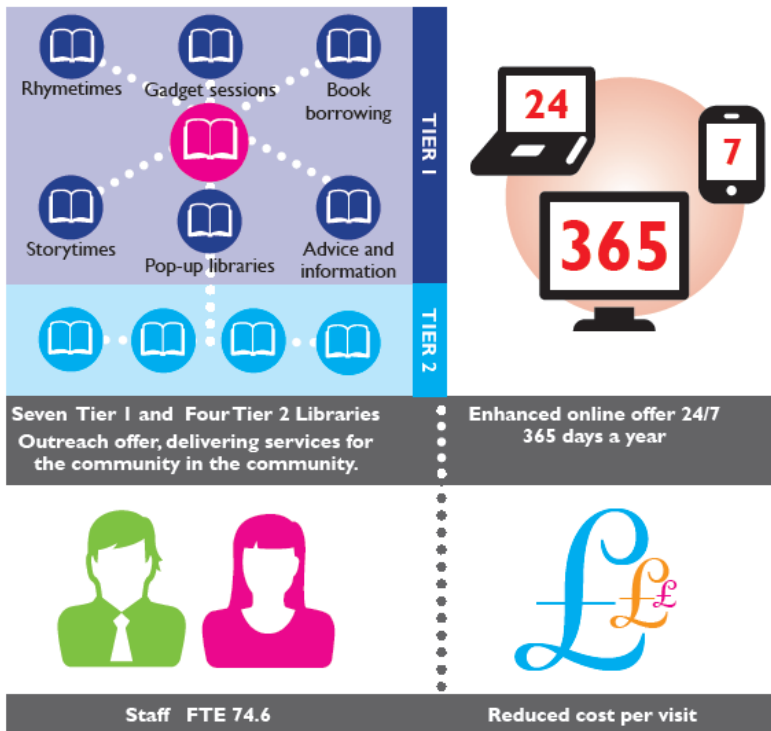 Rhymetimes
Gadget sessions
Book
borrowing
Storytimes
Pop-up libraries
Advice and
information
TIER 1
TIER 2
24
7
365
Seven Tier 1 and Four Tier 2 Libraries
Outreach offer, delivering services for
the community in the community.
Enhanced online offer 24/7
365 days a year
£
£
£
Staff FTE 74.6
Reduced cost per visit